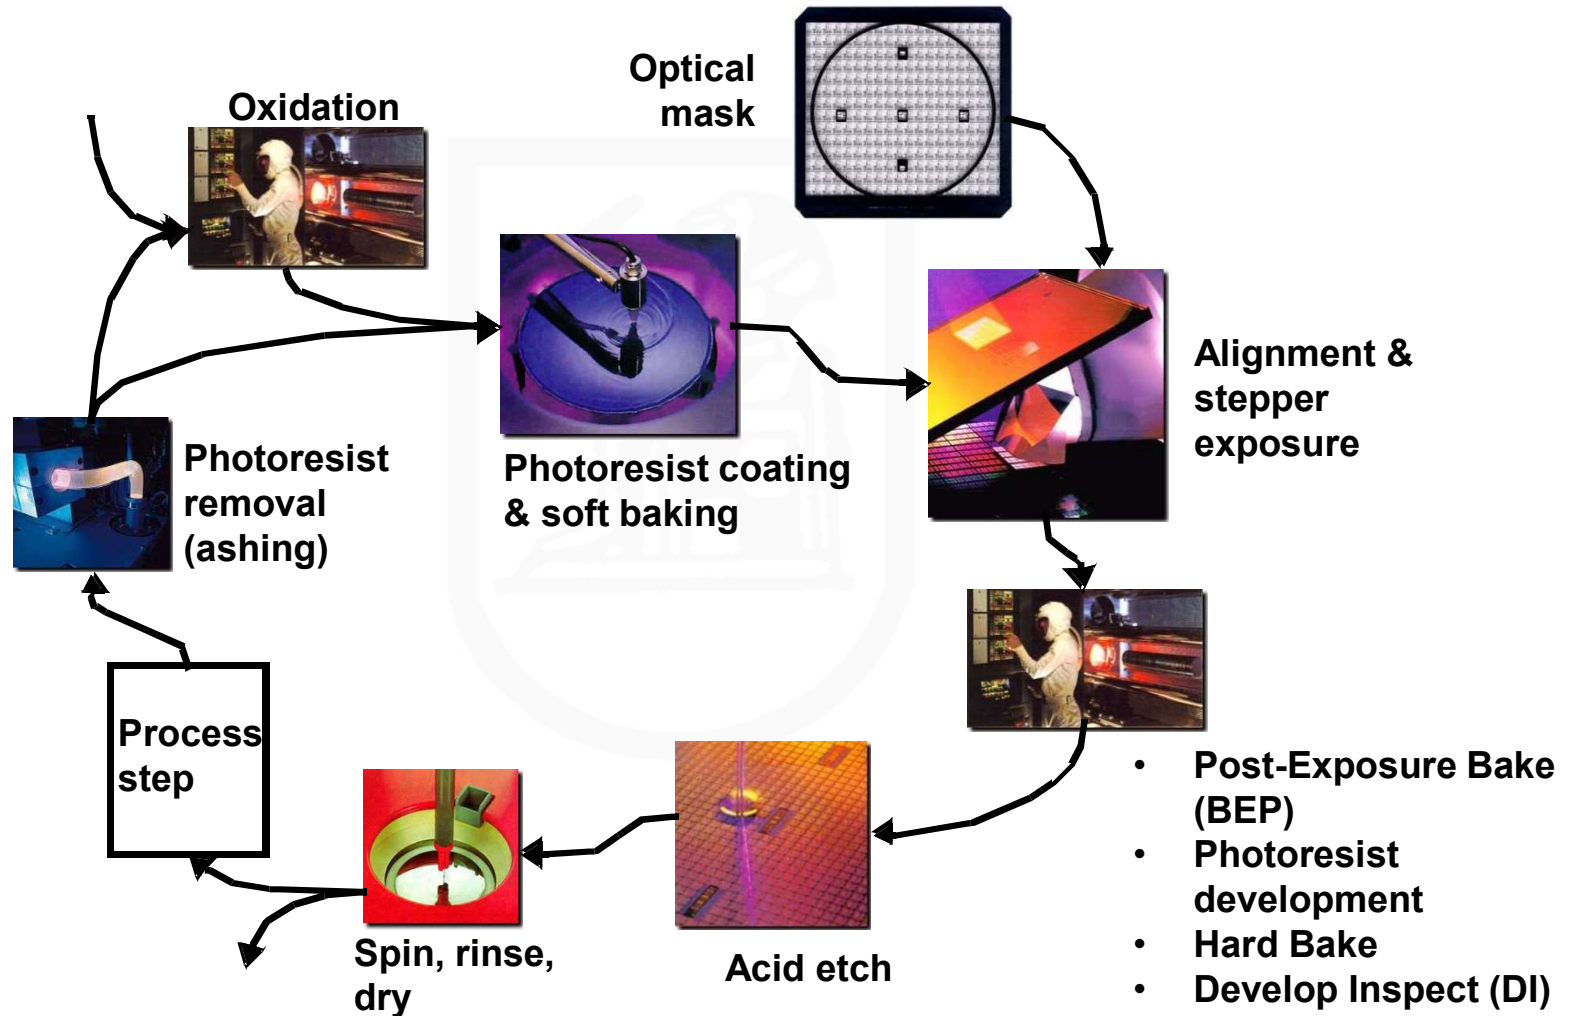 Optical
mask
Oxidation
Alignment &
stepper
exposure
Photoresist coating
& soft baking
Photoresist
removal
(ashing)
Process
step
Spin, rinse,
dry
Acid etch
• Post-Exposure Bake
(BEP)
• Photoresist
development
• Hard Bake
• Develop Inspect (DI)